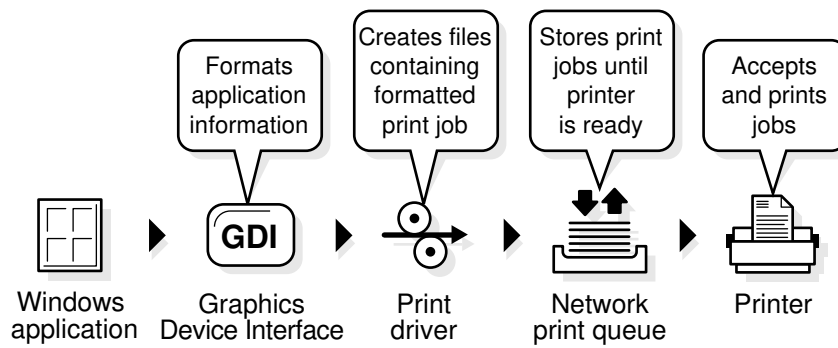 Formats
application
information
Creates files
containing
formatted
print job
Stores print
jobs until
printer
is ready
Accepts
and prints
jobs
GDI
Windows
application
Graphics
Device Interface
Print
driver
Network
print queue
Printer